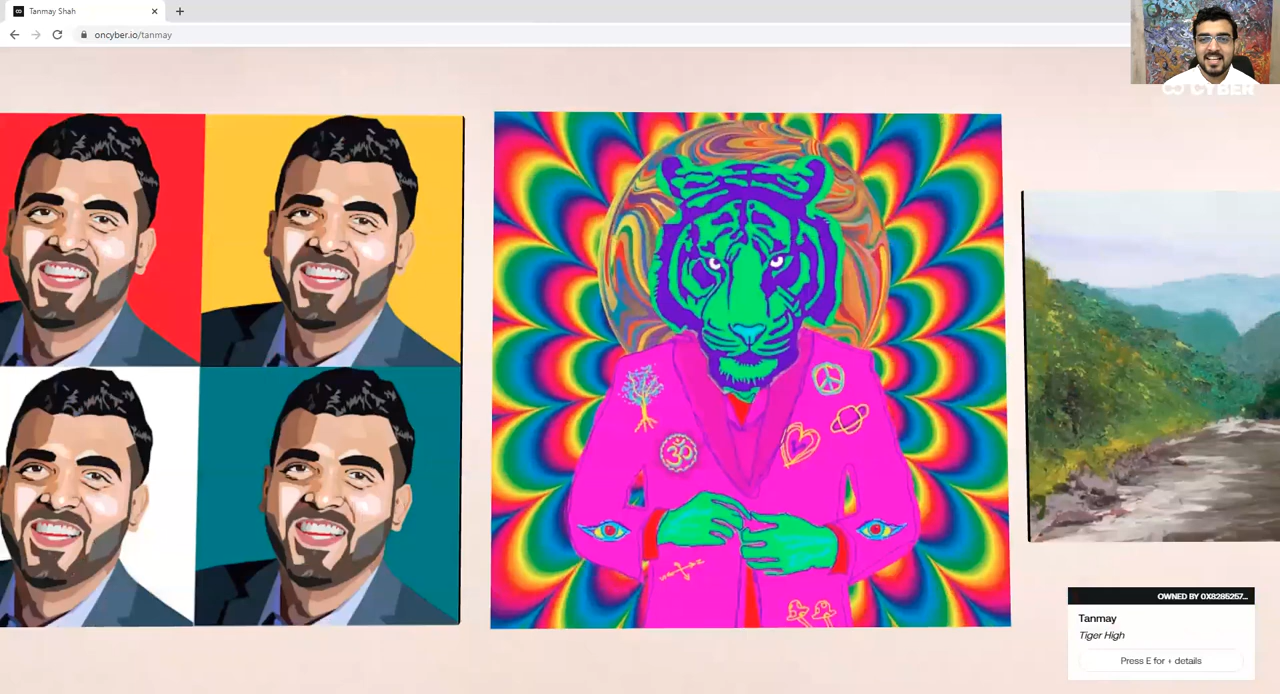 Tanmay Shah
oncyber.io/tanmay
CYBER
ॐ
OWNED BY 0X8285257...
Tanmay
Tiger High
Press E for + details